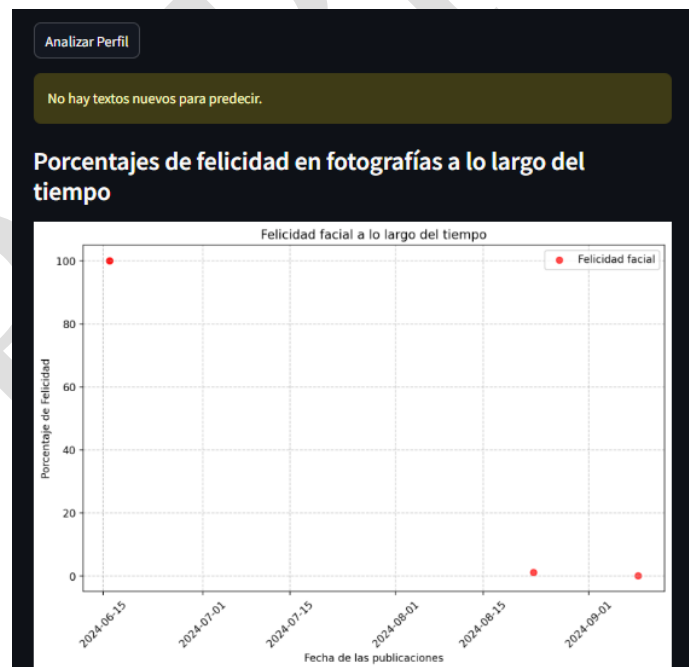 Analizar Perfil
No hay textos nuevos para predecir.
Porcentajes de felicidad en fotografías a lo largo del
tiempo
Felicidad facial a lo largo del tiempo
Felicidad facial
Porcentaje de Felicidad
100
80
60
40
20
0
2024-06-15
2024-07-01
2024-07-15
2024-08-01
2024-08-15
2024-09-01
Fecha de las publicaciones